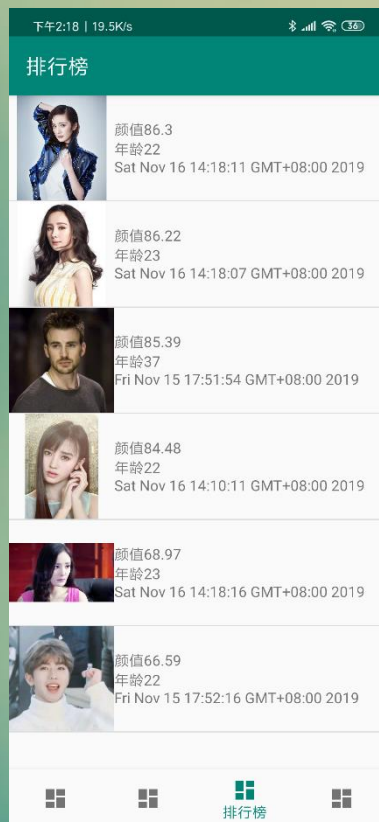 下午2:18 | 19.5K/s
36
排行榜
颜值86.3
年龄22
Sat Nov 16 14:18:11 GMT+08:00 2019
颜值86.22
年龄23
Sat Nov 16 14:18:07 GMT+08:00 2019
颜值85.39
年龄37
Fri Nov 15 17:51:54 GMT+08:00 2019
颜值84.48
年龄22
Sat Nov 16 14:10:11 GMT+08:00 2019
颜值68.97
年龄23
Sat Nov 16 14:18:16 GMT+08:00 2019
颜值66.59
年龄22
Fri Nov 15 17:52:16 GMT+08:00 2019
排行榜